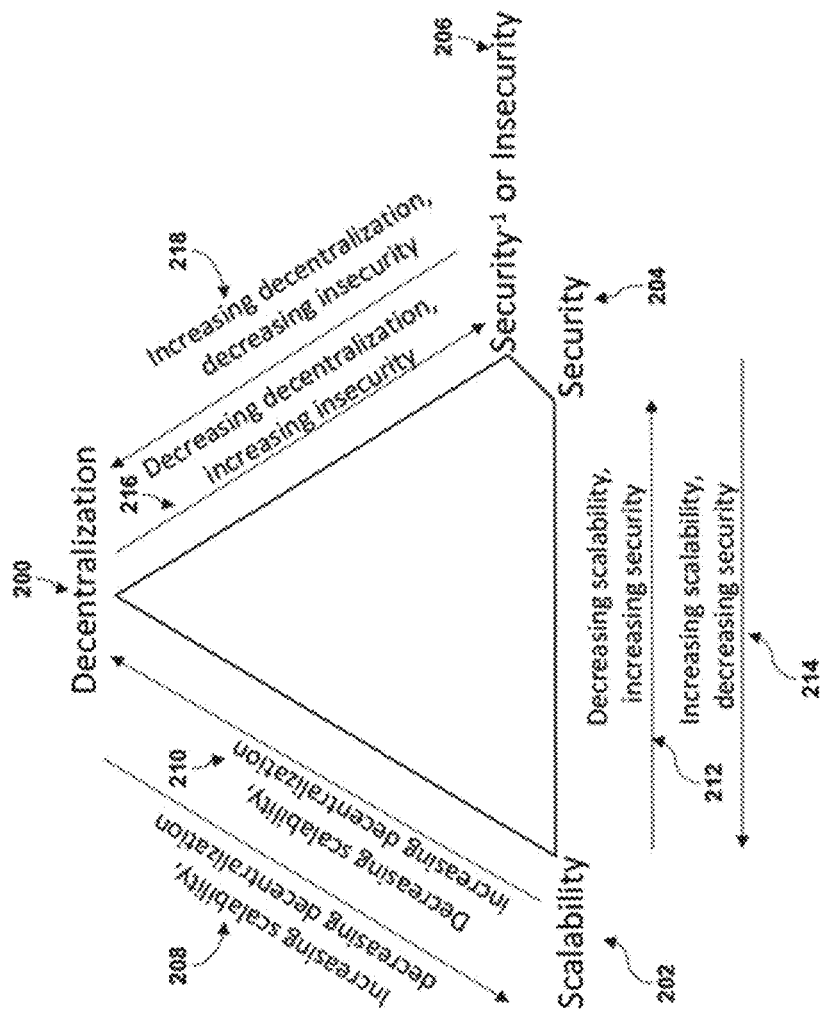 200
Decentralization
218
Increasing decentralization,
decreasing insecurity
216
Decreasing decentralization,
increasing insecurity
206
Security⁻¹ or Insecurity
Security
204
208
Increasing scalability,
decreasing decentralization
210
Decreasing scalability,
increasing decentralization
Scalability
202
Decreasing scalability,
increasing security
212
Increasing scalability,
decreasing security
214